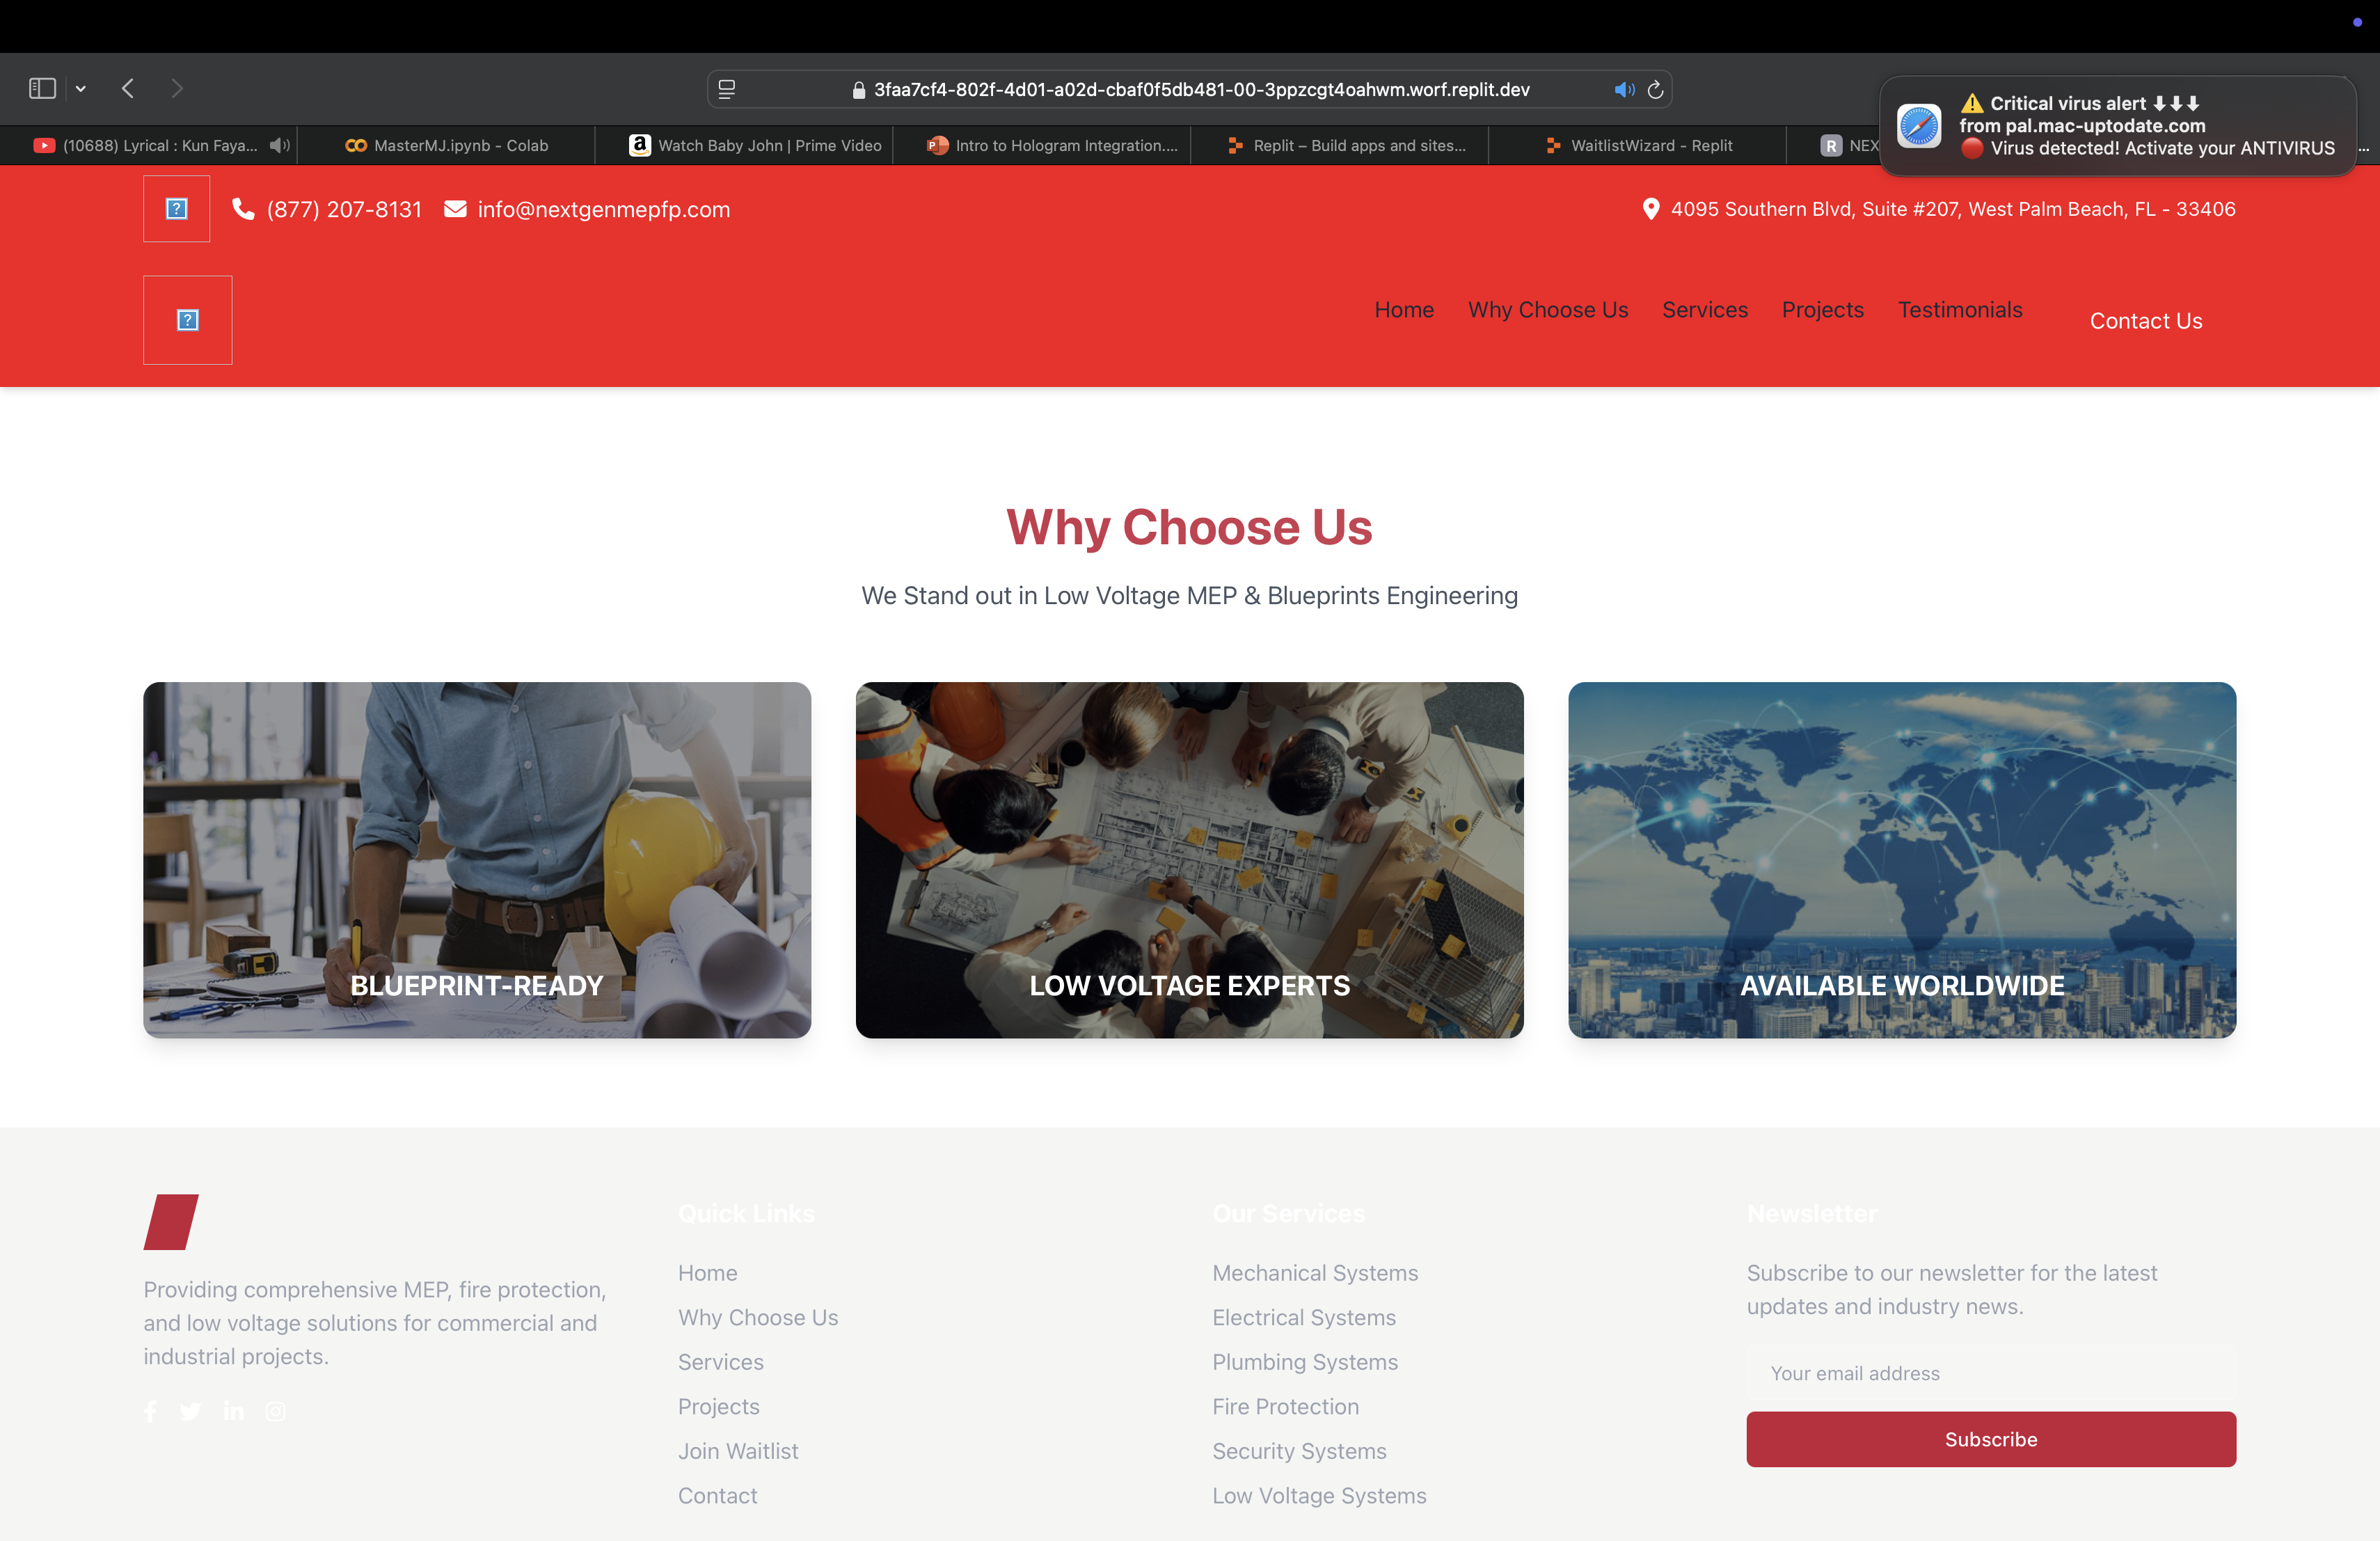 3faa7cf4-802f-4d01-a02d-cbaf0f5db481-00-3ppzcgt4oahwm.worf.replit.dev
⚠️ Critical virus alert ⬇⬇⬇
from pal.mac-uptodate.com
🔴 Virus detected! Activate your ANTIVIRUS
(10688) Lyrical : Kun Faya...
MasterMJ.ipynb - Colab
Watch Baby John | Prime Video
Intro to Hologram Integration....
Replit – Build apps and sites...
WaitlistWizard - Replit
R NEX
(877) 207-8131
info@nextgenmepfp.com
4095 Southern Blvd, Suite #207, West Palm Beach, FL - 33406
Home
Why Choose Us
Services
Projects
Testimonials
Contact Us
Why Choose Us
We Stand out in Low Voltage MEP & Blueprints Engineering
BLUEPRINT-READY
LOW VOLTAGE EXPERTS
AVAILABLE WORLDWIDE
Providing comprehensive MEP, fire protection,
and low voltage solutions for commercial and
industrial projects.
Quick Links
Home
Why Choose Us
Services
Projects
Join Waitlist
Contact
Our Services
Mechanical Systems
Electrical Systems
Plumbing Systems
Fire Protection
Security Systems
Low Voltage Systems
Newsletter
Subscribe to our newsletter for the latest
updates and industry news.
Your email address
Subscribe